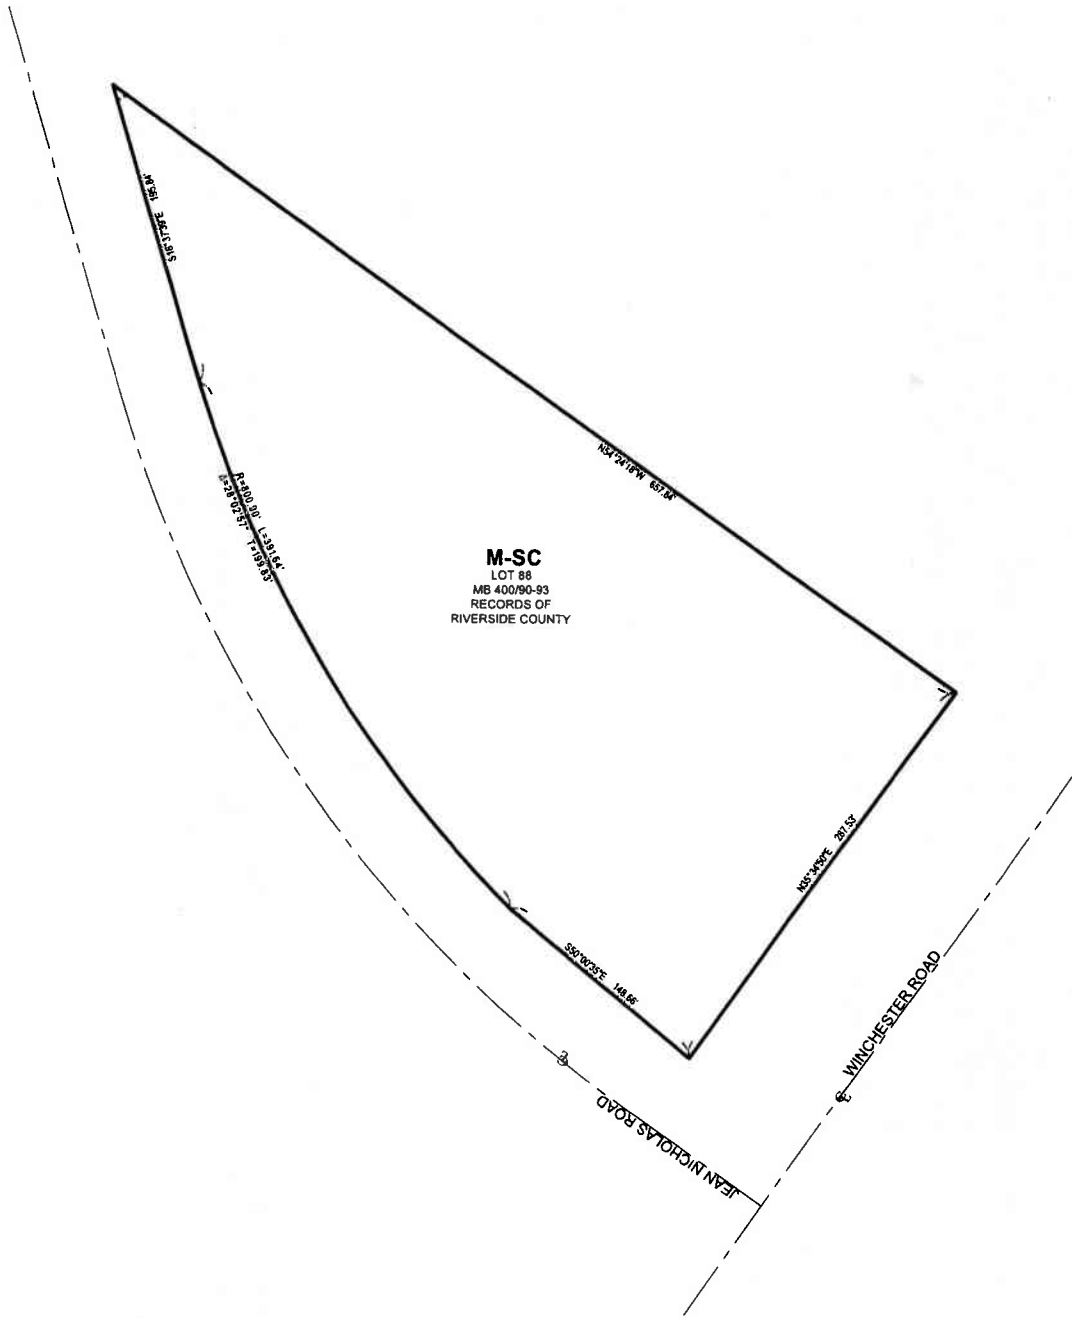 S16°37'39"E 195.84'
R=800.00' L=391.64'
Δ=28°02'57" T=199.83'
N54°24'18"W 657.84'
M-SC
LOT 88
MB 400/90-93
RECORDS OF
RIVERSIDE COUNTY
N35°34'50"E 287.53'
S50°00'35"E 148.66'
WINCHESTER ROAD
JEAN NICHOLAS ROAD